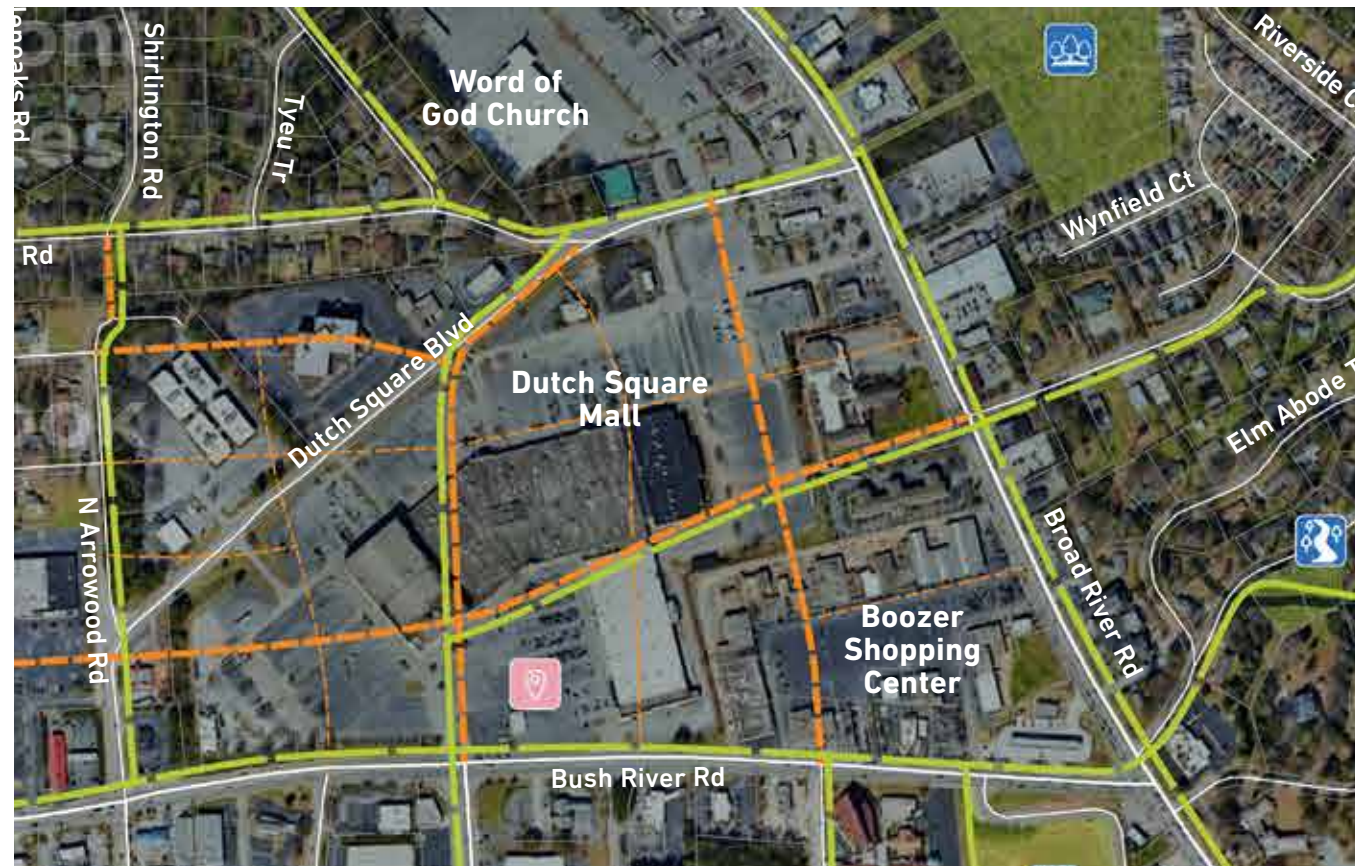 Shirlington Rd
Tyeu Tr
Word of
God Church
Riverside C
Wynfield Ct
Rd
Dutch Square Blvd
Dutch Square
Mall
Elm Abode T
N Arrowood Rd
Broad River Rd
Boozer
Shopping
Center
Bush River Rd